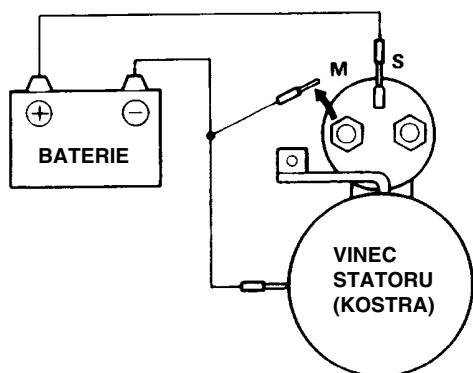 M
S
+
−
BATERIE
VINEC
STATORU
(KOSTRA)